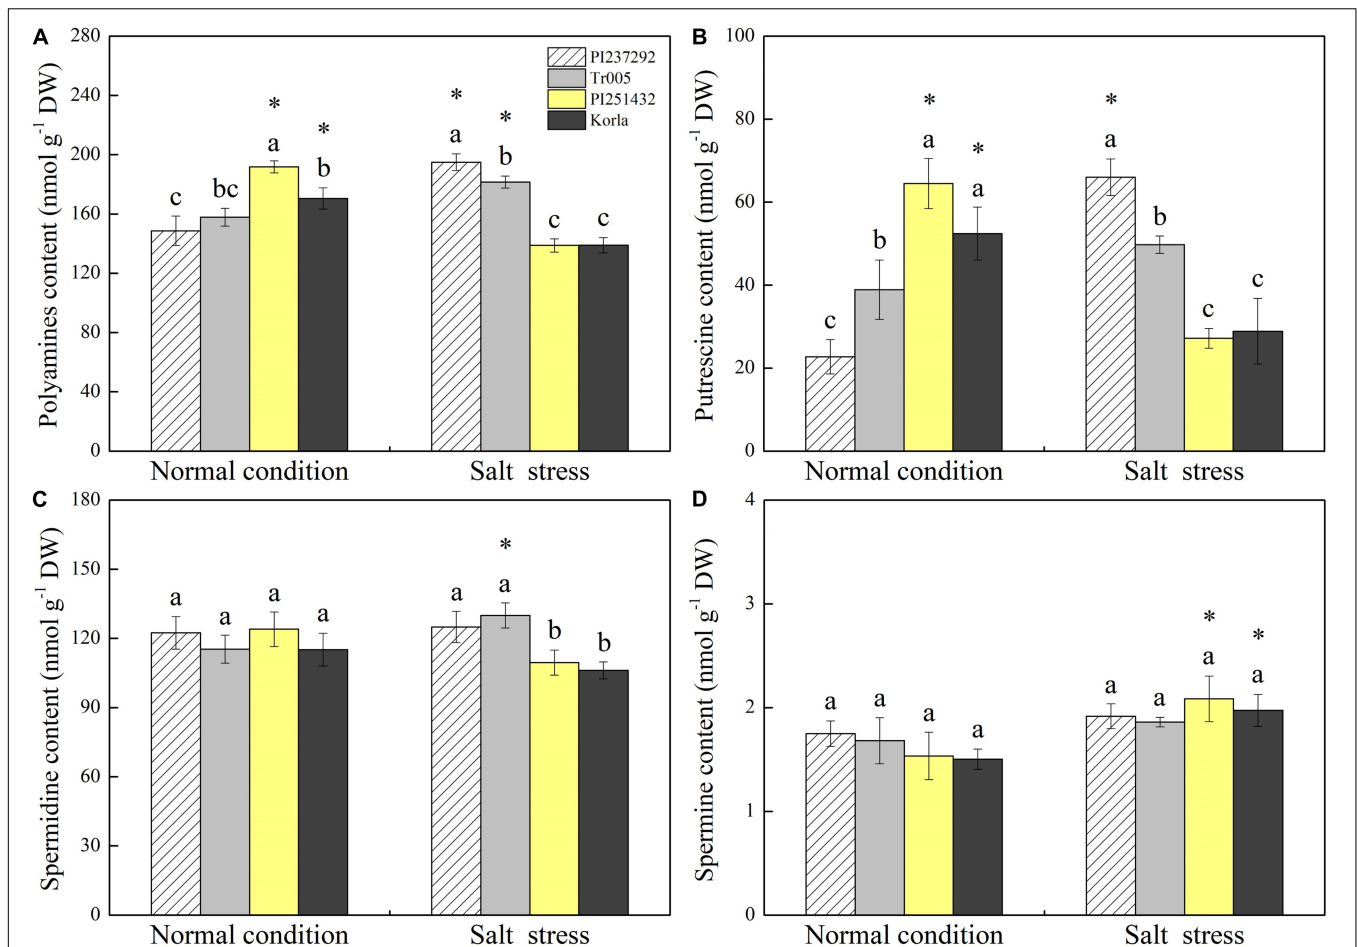 A
Polyamines content (nmol g⁻¹ DW)
280
240
200
160
120
80
40
0
PI237292
Tr005
PI251432
Korla
c
bc
*
a
*
b
*
a
*
b
c
c
Normal condition
Salt stress
B
Putrescine content (nmol g⁻¹ DW)
100
80
60
40
20
0
c
b
*
a
*
a
*
a
b
c
c
Normal condition
Salt stress
C
Spermidine content (nmol g⁻¹ DW)
180
150
120
90
60
30
0
a
a
a
a
a
*
a
b
b
Normal condition
Salt stress
D
Spermine content (nmol g⁻¹ DW)
4
3
2
1
0
a
a
a
a
a
a
*
a
*
a
Normal condition
Salt stress